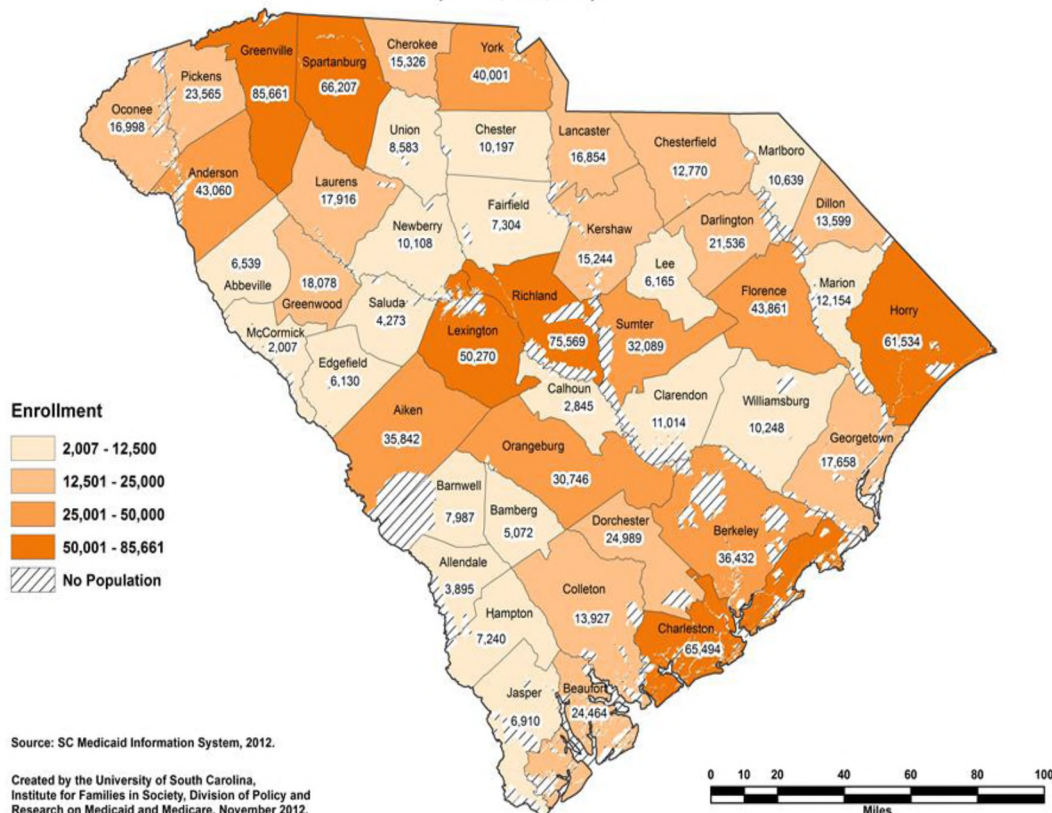 Greenville
85,661
Spartanburg
66,207
Cherokee
15,326
York
40,001
Pickens
23,565
Oconee
16,998
Union
8,583
Chester
10,197
Lancaster
16,854
Chesterfield
12,770
Marlboro
10,639
Anderson
43,060
Laurens
17,916
Newberry
10,108
Fairfield
7,304
Kershaw
15,244
Darlington
21,536
Dillon
13,599
Lee
6,165
6,539
Abbeville
18,078
Greenwood
Saluda
4,273
Richland
75,569
Florence
43,861
Marion
12,154
Horry
61,534
McCormick
2,007
Edgefield
6,130
Lexington
50,270
Sumter
32,089
Calhoun
2,845
Clarendon
11,014
Williamsburg
10,248
Aiken
35,842
Orangeburg
30,746
Georgetown
17,658
Barnwell
7,987
Bamberg
5,072
Dorchester
24,989
Berkeley
36,432
Allendale
3,895
Colleton
13,927
Hampton
7,240
Charleston
65,494
Jasper
6,910
Beaufort
24,464
Enrollment
2,007 - 12,500
12,501 - 25,000
25,001 - 50,000
50,001 - 85,661
No Population
Source: SC Medicaid Information System, 2012.
Created by the University of South Carolina,
Institute for Families in Society, Division of Policy and
Research on Medicaid and Medicare, November 2012.
0 10 20 40 60 80 100
Miles